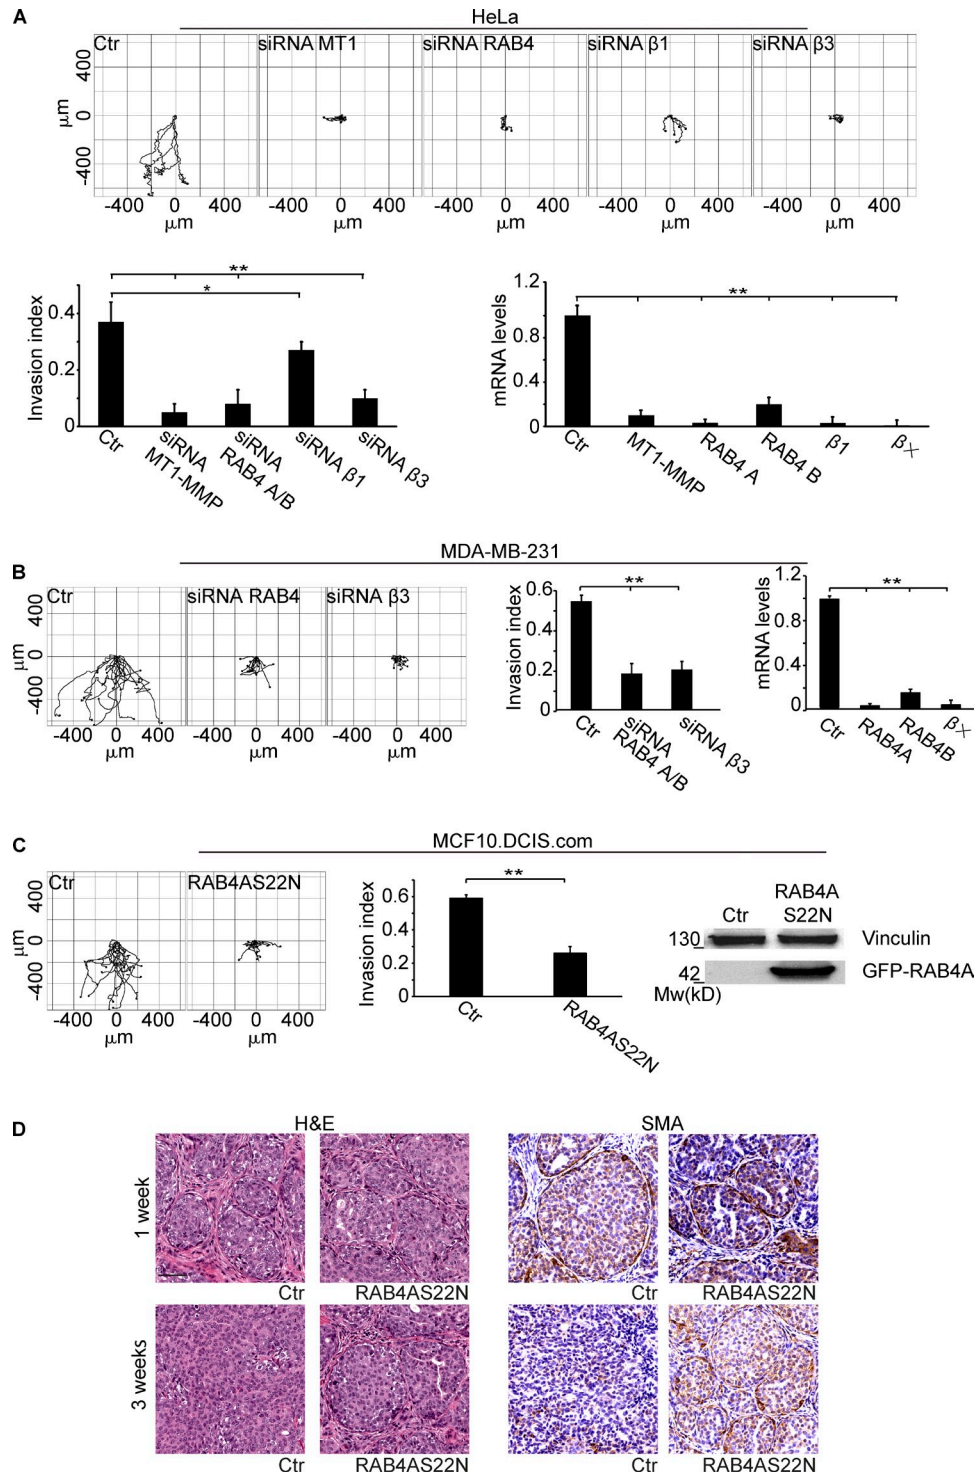 A
HeLa
Ctr siRNA MT1 siRNA RAB4 siRNA β1 siRNA β3
400
0
-400
μm
-400 0 400 -400 0 400 -400 0 400 -400 0 400 -400 0 400
μm μm μm μm μm
**
*
0.4
0.2
0
Invasion index
Ctr
siRNA MT1-MMP
siRNA RAB4 A/B
siRNA β1
siRNA β3
**
1.2
0.8
0.4
0
mRNA levels
Ctr
MT1-MMP
RAB4 A
RAB4 B
β1
βX
B
MDA-MB-231
Ctr siRNA RAB4 siRNA β3
400
0
-400
μm
-400 0 400 -400 0 400 -400 0 400
μm μm μm
**
0.6
0.4
0.2
0
Invasion index
Ctr
siRNA RAB4 A/B
siRNA β3
**
1.2
0.8
0.4
0
mRNA levels
Ctr
RAB4A
RAB4B
βX
C
MCF10.DCIS.com
Ctr RAB4AS22N
400
0
-400
μm
-400 0 400 -400 0 400
μm μm
**
0.6
0.4
0.2
0
Invasion index
Ctr
RAB4AS22N
Ctr RAB4A S22N
130 Vinculin
42 GFP-RAB4A
Mw(kD)
D
H&E SMA
1 week
Ctr RAB4AS22N Ctr RAB4AS22N
3 weeks
Ctr RAB4AS22N Ctr RAB4AS22N